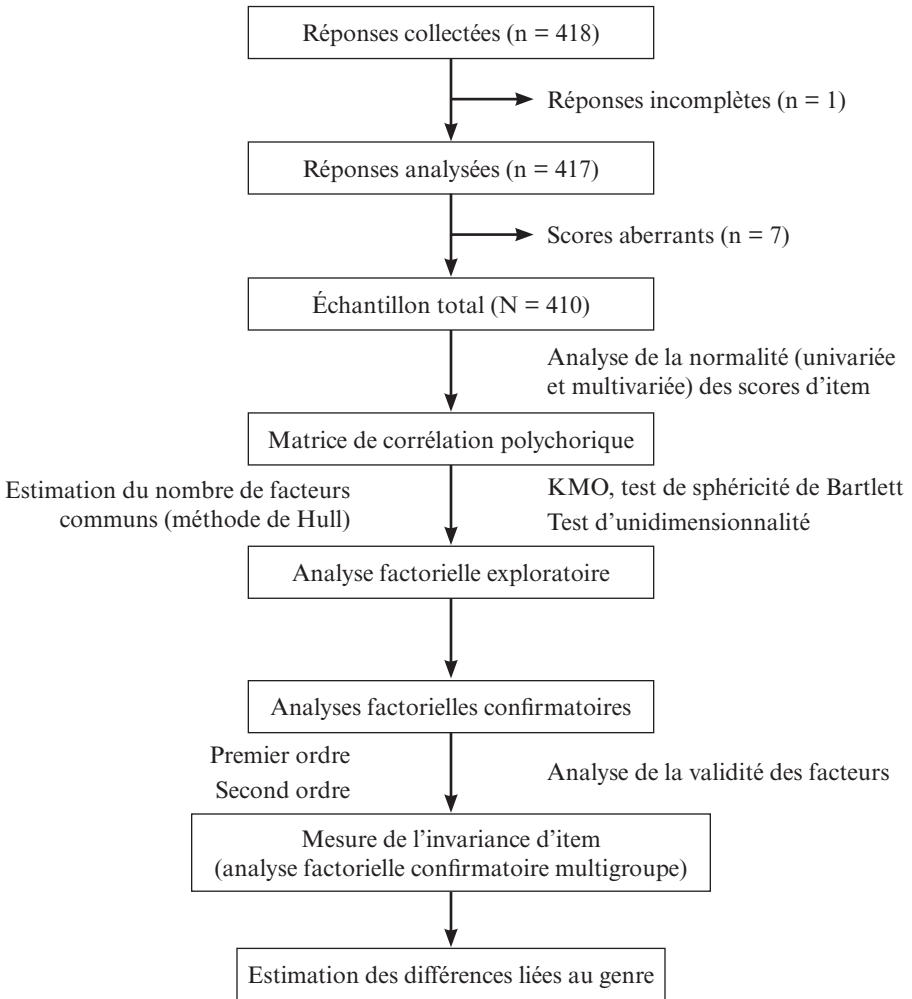 Réponses collectées (n = 418)
Réponses incomplètes (n = 1)
Réponses analysées (n = 417)
Scores aberrants (n = 7)
Échantillon total (N = 410)
Analyse de la normalité (univariée
et multivariée) des scores d'item
Matrice de corrélation polychorique
Estimation du nombre de facteurs
communs (méthode de Hull)
KMO, test de sphéricité de Bartlett
Test d'unidimensionnalité
Analyse factorielle exploratoire
Analyses factorielles confirmatoires
Premier ordre
Second ordre
Analyse de la validité des facteurs
Mesure de l'invariance d'item
(analyse factorielle confirmatoire multigroupe)
Estimation des différences liées au genre